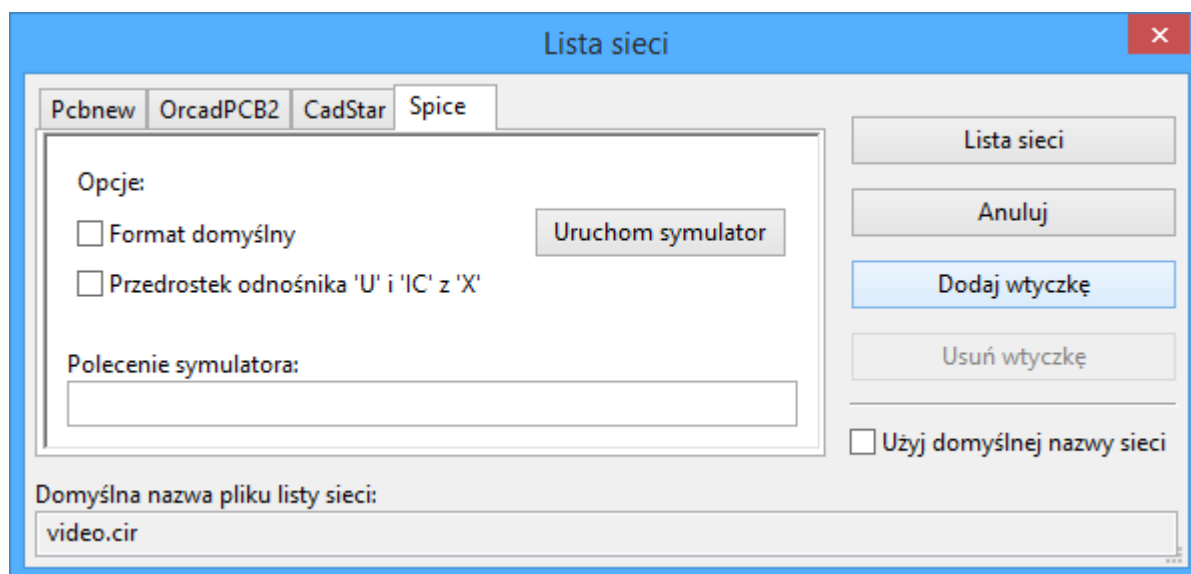 Lista sieci
Pcbnew OrcadPCB2 CadStar Spice
Opcje:
Format domyślny
Uruchom symulator
Przedrostek odnośnika 'U' i 'IC' z 'X'
Polecenie symulatora:
Lista sieci
Anuluj
Dodaj wtyczkę
Usuń wtyczkę
Użyj domyślnej nazwy sieci
Domyślna nazwa pliku listy sieci:
video.cir